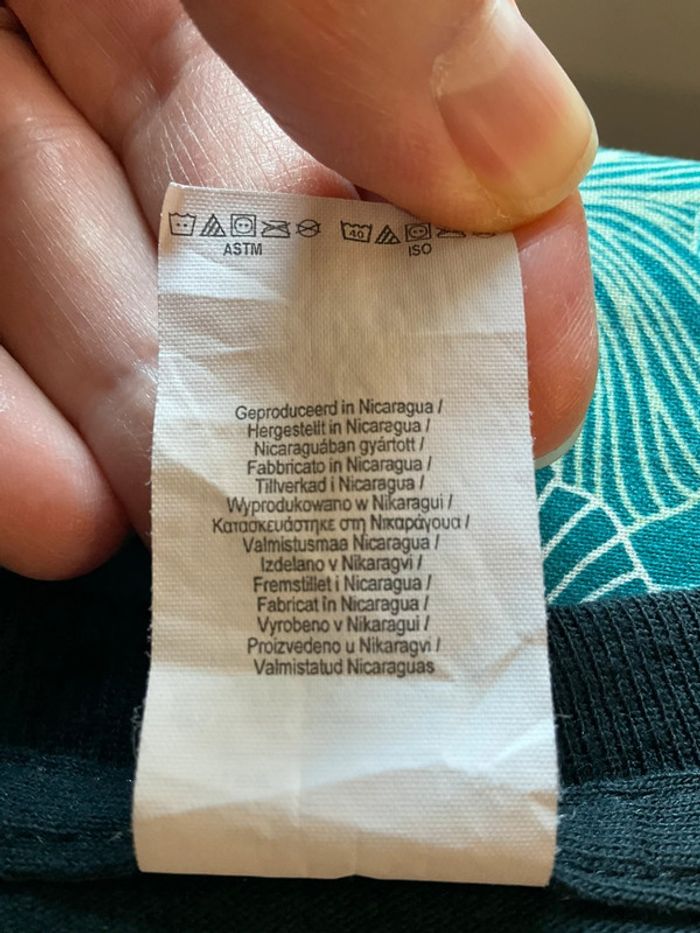 40
ASTM ISO
Geproduceerd in Nicaragua /
Hergestellt in Nicaragua /
Nicaraguában gyártott /
Fabbricato in Nicaragua /
Tillverkad i Nicaragua /
Wyprodukowano w Nikaragui /
Κατασκευάστηκε στη Νικαράγουα /
Valmistusmaa Nicaragua /
Izdelano v Nikaragvi /
Fremstillet i Nicaragua /
Fabricat în Nicaragua /
Vyrobeno v Nikaragui /
Proizvedeno u Nikaragvi /
Valmistatud Nicaraguas